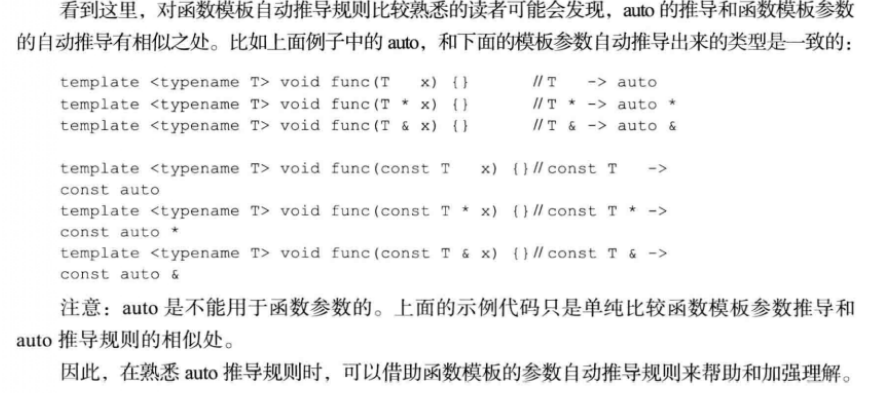 看到这里，对函数模板自动推导规则比较熟悉的读者可能会发现，auto 的推导和函数模板参数
的自动推导有相似之处。比如上面例子中的 auto，和下面的模板参数自动推导出来的类型是一致的：
template <typename T> void func(T   x) {}       //T   -> auto
template <typename T> void func(T * x) {}       //T * -> auto *
template <typename T> void func(T & x) {}       //T & -> auto &
template <typename T> void func(const T   x) {}//const T   ->
const auto
template <typename T> void func(const T * x) {}//const T * ->
const auto *
template <typename T> void func(const T & x) {}//const T & ->
const auto &
注意：auto 是不能用于函数参数的。上面的示例代码只是单纯比较函数模板参数推导和
auto 推导规则的相似处。
因此，在熟悉 auto 推导规则时，可以借助函数模板的参数自动推导规则来帮助和加强理解。